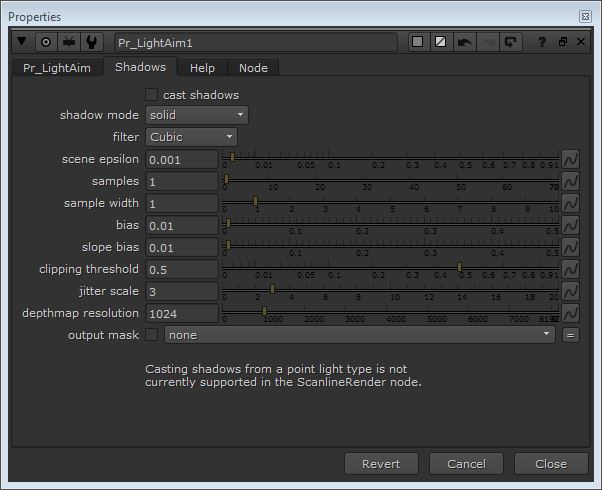 Properties
Pr_LightAim1
?
Pr_LightAim Shadows Help Node
cast shadows
shadow mode solid
filter Cubic
scene epsilon 0.001 0 0.01 0.05 0.1 0.2 0.3 0.4 0.5 0.6 0.7 0.8 0.9 1
samples 1 0 10 20 30 40 50 60 70
sample width 1 0 1 2 3 4 5 6 7 8 9 10
bias 0.01 0 0.1 0.2 0.3 0.4 0.5
slope bias 0.01 0 0.1 0.2 0.3 0.4 0.5
clipping threshold 0.5 0 0.01 0.05 0.1 0.2 0.3 0.4 0.5 0.6 0.7 0.8 0.9 1
jitter scale 3 0 2 4 6 8 10 12 14 16 18 20
depthmap resolution 1024 0 1000 2000 3000 4000 5000 6000 7000
output mask none =
Casting shadows from a point light type is not
currently supported in the ScanlineRender node.
Revert Cancel Close